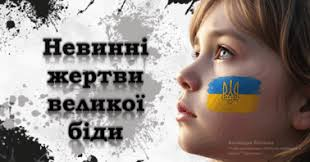 Невинні
жертви
великої
біди